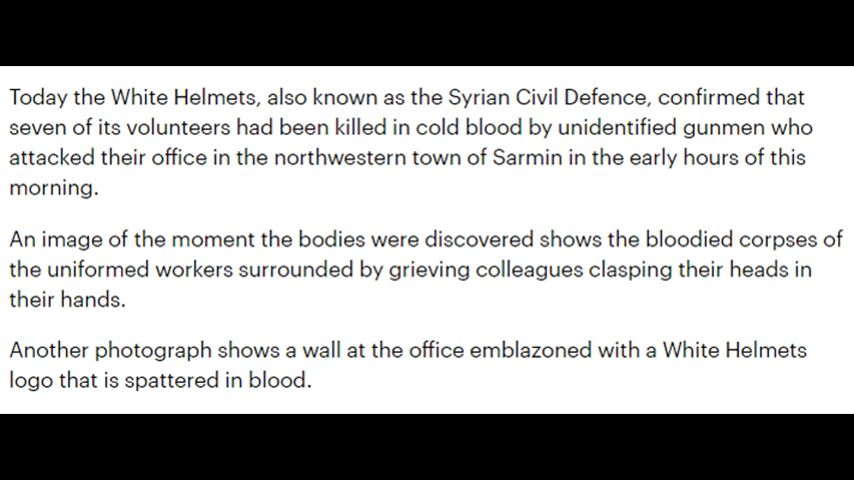 Today the White Helmets, also known as the Syrian Civil Defence, confirmed that
seven of its volunteers had been killed in cold blood by unidentified gunmen who
attacked their office in the northwestern town of Sarmin in the early hours of this
morning.
An image of the moment the bodies were discovered shows the bloodied corpses of
the uniformed workers surrounded by grieving colleagues clasping their heads in
their hands.
Another photograph shows a wall at the office emblazoned with a White Helmets
logo that is spattered in blood.